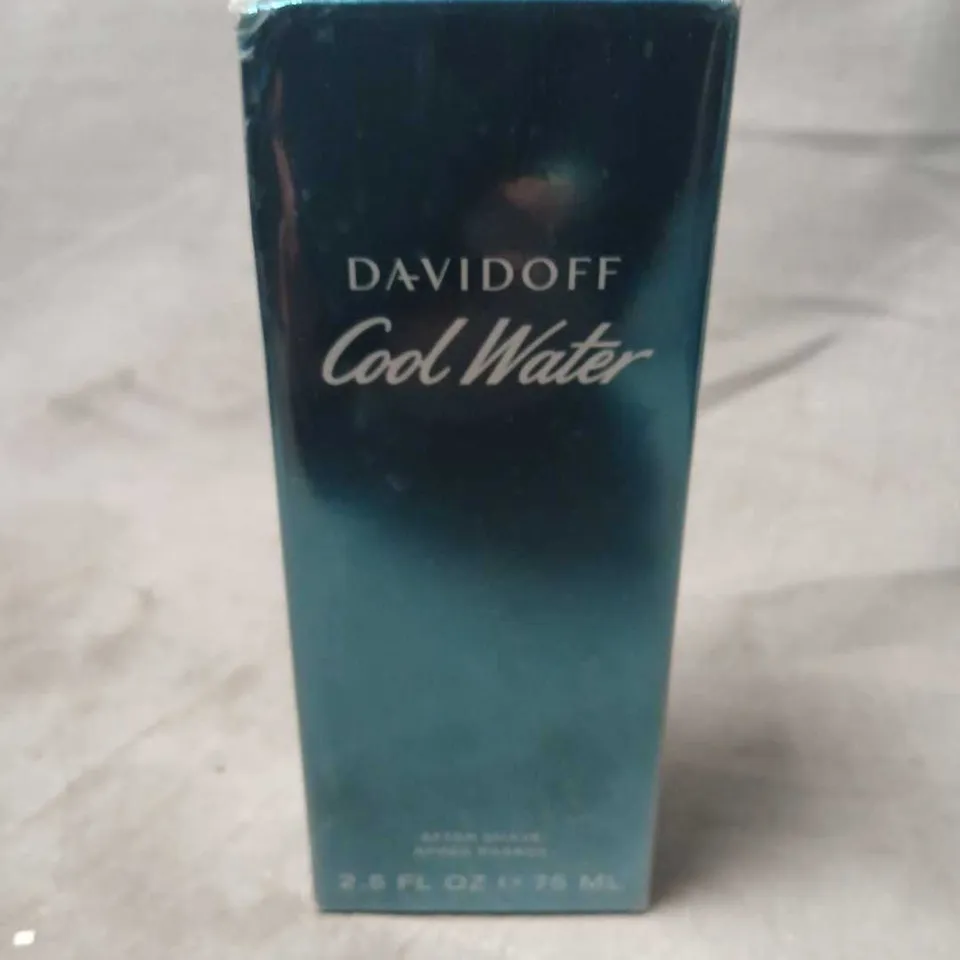 DAVIDOFF
Cool Water
AFTER SHAVE
APRÈS RASAGE
2.5 FL OZ e 75 ML